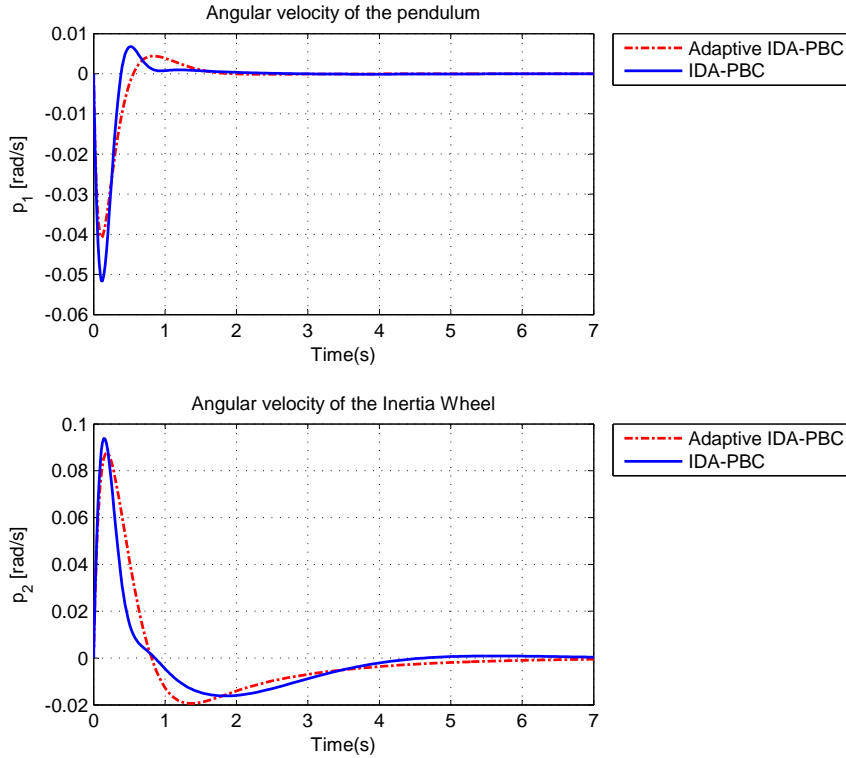 Angular velocity of the pendulum
0.01
0
-0.01
-0.02
-0.03
-0.04
-0.05
-0.06
p1 [rad/s]
0 1 2 3 4 5 6 7
Time(s)
Adaptive IDA-PBC
IDA-PBC
Angular velocity of the Inertia Wheel
0.1
0.08
0.06
0.04
0.02
0
-0.02
p2 [rad/s]
0 1 2 3 4 5 6 7
Time(s)
Adaptive IDA-PBC
IDA-PBC